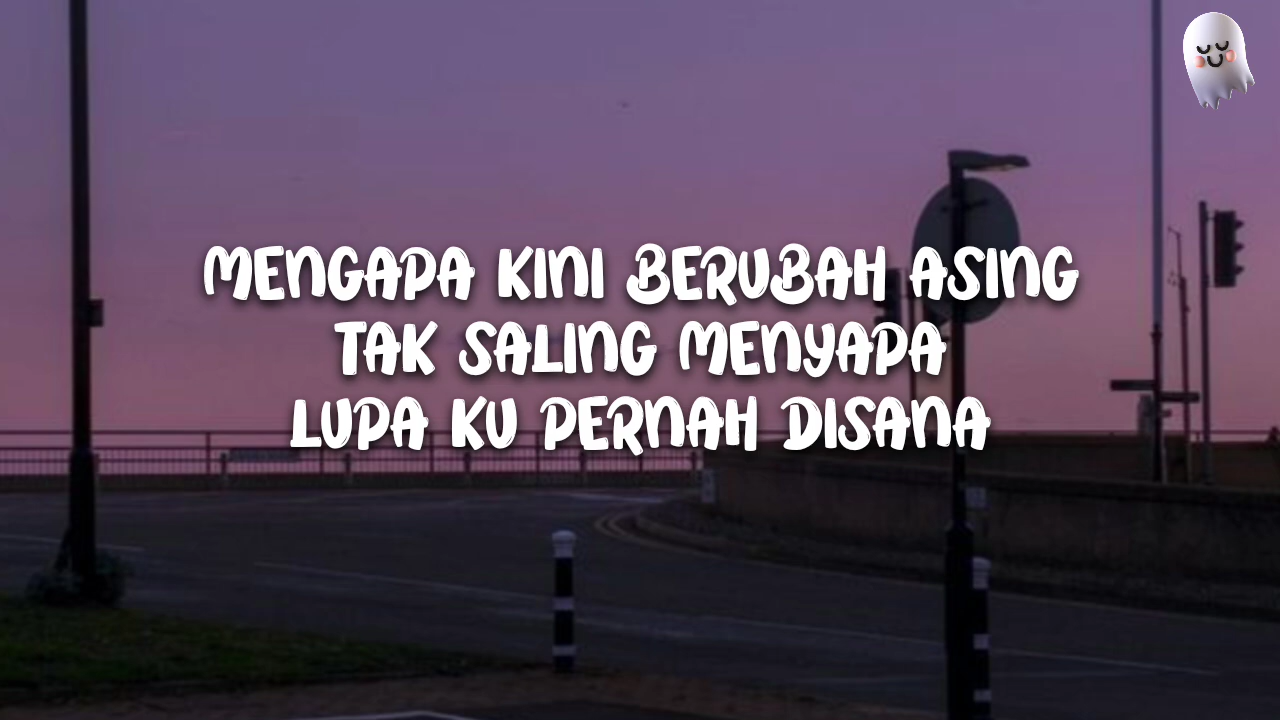 MENGAPA KINI BERUBAH ASING
TAK SALING MENYAPA
LUPA KU PERNAH DISANA